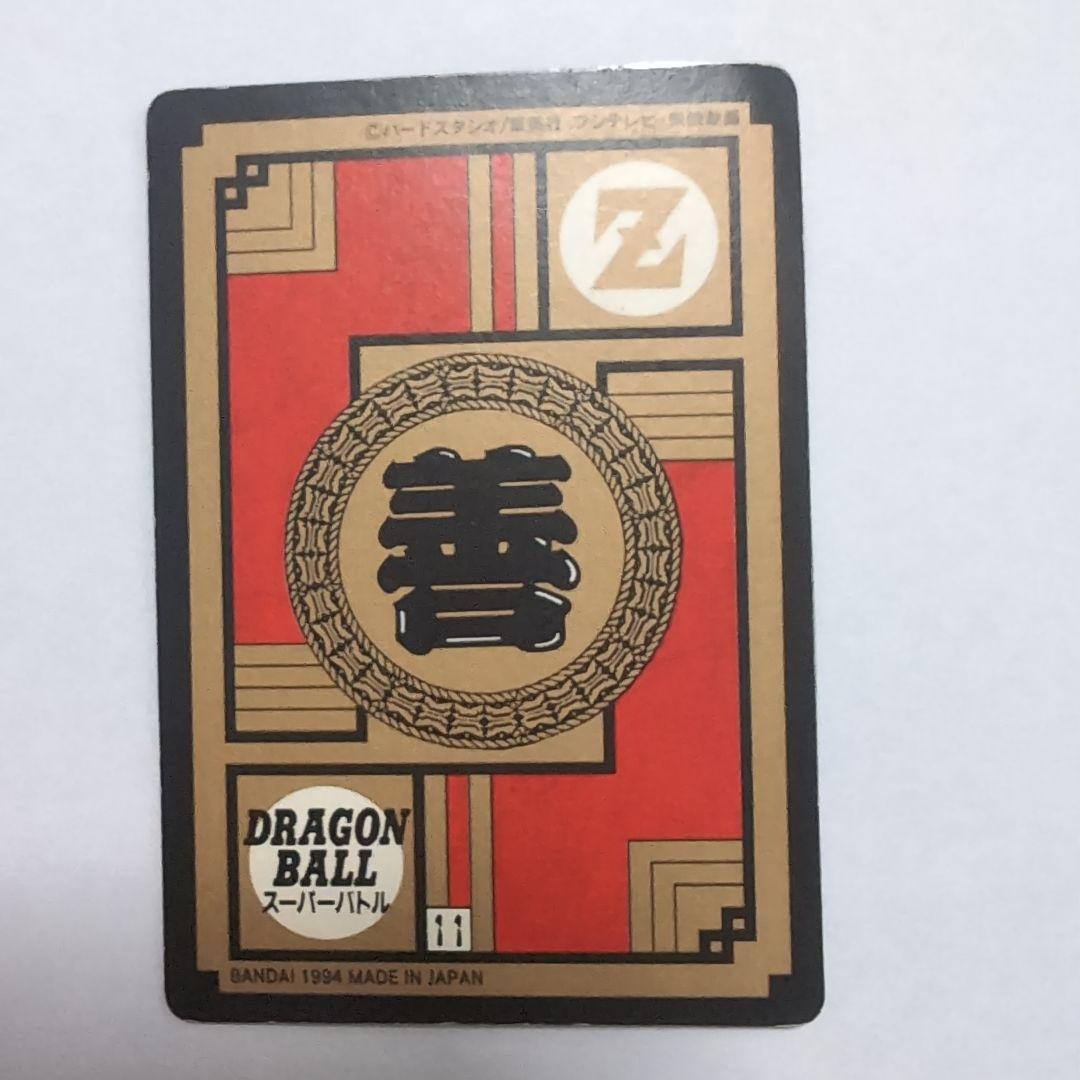 ©バードスタジオ/集英社 フジテレビ 東映動画
Z
善
DRAGON
BALL
スーパーバトル
11
BANDAI 1994 MADE IN JAPAN